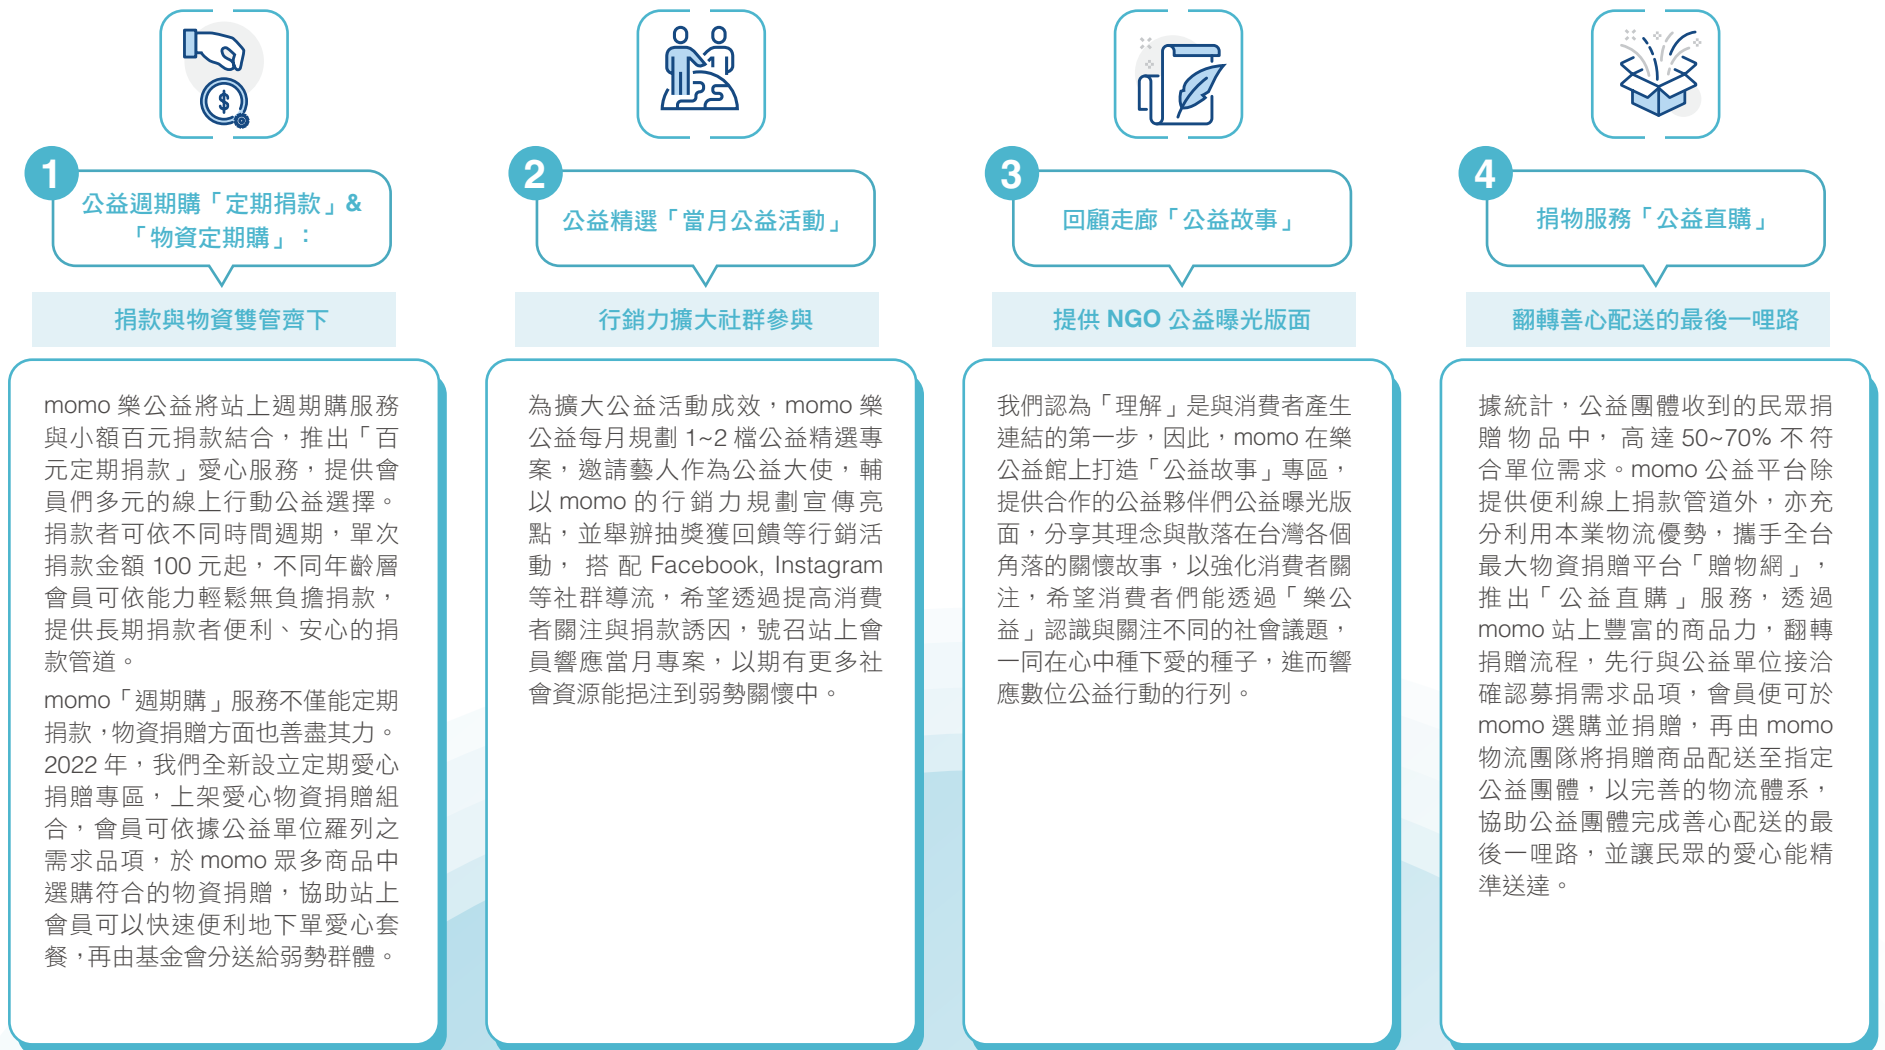 1
公益週期購「定期捐款」&
「物資定期購」：
捐款與物資雙管齊下
momo 樂公益將站上週期購服務
與小額百元捐款結合，推出「百
元定期捐款」愛心服務，提供會
員們多元的線上行動公益選擇。
捐款者可依不同時間週期，單次
捐款金額 100 元起，不同年齡層
會員可依能力輕鬆無負擔捐款，
提供長期捐款者便利、安心的捐
款管道。
momo「週期購」服務不僅能定期
捐款，物資捐贈方面也善盡其力。
2022 年，我們全新設立定期愛心
捐贈專區，上架愛心物資捐贈組
合，會員可依據公益單位羅列之
需求品項，於 momo 眾多商品中
選購符合的物資捐贈，協助站上
會員可以快速便利地下單愛心套
餐，再由基金會分送給弱勢群體。
2
公益精選「當月公益活動」
行銷力擴大社群參與
為擴大公益活動成效，momo 樂
公益每月規劃 1~2 檔公益精選專
案，邀請藝人作為公益大使，輔
以 momo 的行銷力規劃宣傳亮
點，並舉辦抽獎獲回饋等行銷活
動，搭配 Facebook, Instagram
等社群導流，希望透過提高消費
者關注與捐款誘因，號召站上會
員響應當月專案，以期有更多社
會資源能挹注到弱勢關懷中。
3
回顧走廊「公益故事」
提供 NGO 公益曝光版面
我們認為「理解」是與消費者產生
連結的第一步，因此，momo 在樂
公益館上打造「公益故事」專區，
提供合作的公益夥伴們公益曝光版
面，分享其理念與散落在台灣各個
角落的關懷故事，以強化消費者關
注，希望消費者們能透過「樂公
益」認識與關注不同的社會議題，
一同在心中種下愛的種子，進而響
應數位公益行動的行列。
4
捐物服務「公益直購」
翻轉善心配送的最後一哩路
據統計，公益團體收到的民眾捐
贈物品中，高達 50~70% 不符
合單位需求。momo 公益平台除
提供便利線上捐款管道外，亦充
分利用本業物流優勢，攜手全台
最大物資捐贈平台「贈物網」，
推出「公益直購」服務，透過
momo 站上豐富的商品力，翻轉
捐贈流程，先行與公益單位接洽
確認募捐需求品項，會員便可於
momo 選購並捐贈，再由 momo
物流團隊將捐贈商品配送至指定
公益團體，以完善的物流體系，
協助公益團體完成善心配送的最
後一哩路，並讓民眾的愛心能精
準送達。